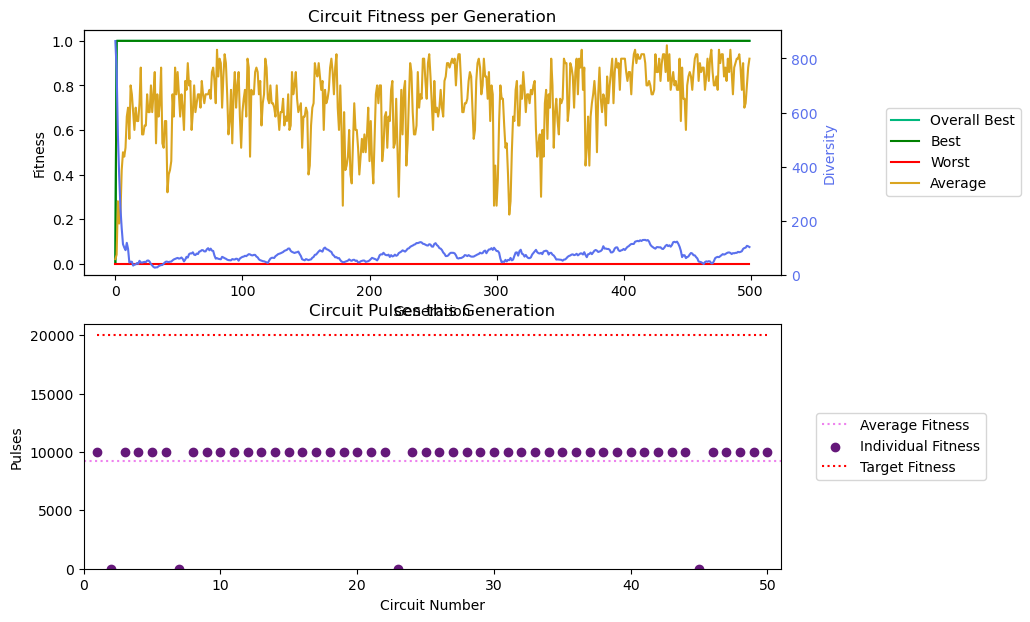 Circuit Fitness per Generation
1.0
0.8
0.6
0.4
0.2
0.0
Fitness
800
600
400
200
0
Diversity
0
100
200
300
400
500
Generation
Overall Best
Best
Worst
Average
Circuit Pulses this Generation
20000
15000
10000
5000
0
Pulses
0
10
20
30
40
50
Circuit Number
Average Fitness
Individual Fitness
Target Fitness